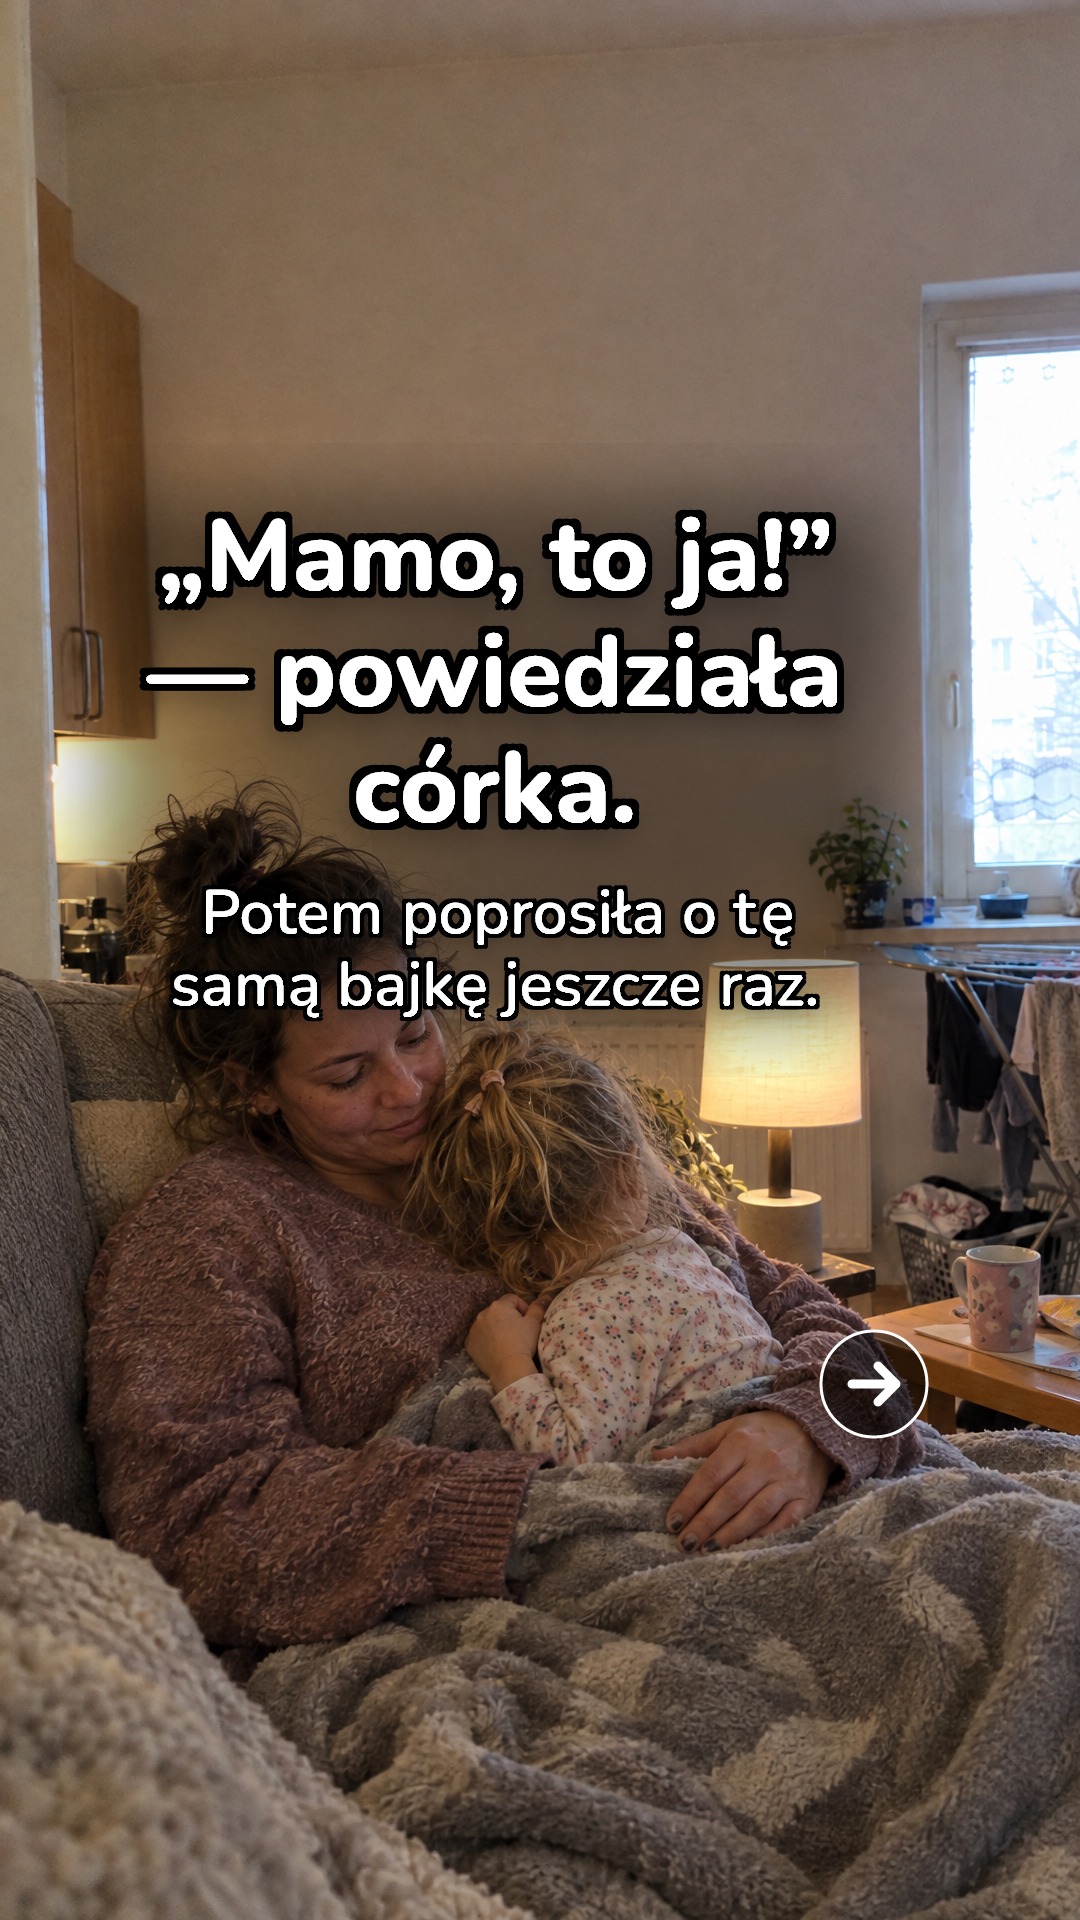 „Mamo, to ja!”
— powiedziała
córka.
Potem poprosiła o tę
samą bajkę jeszcze raz.